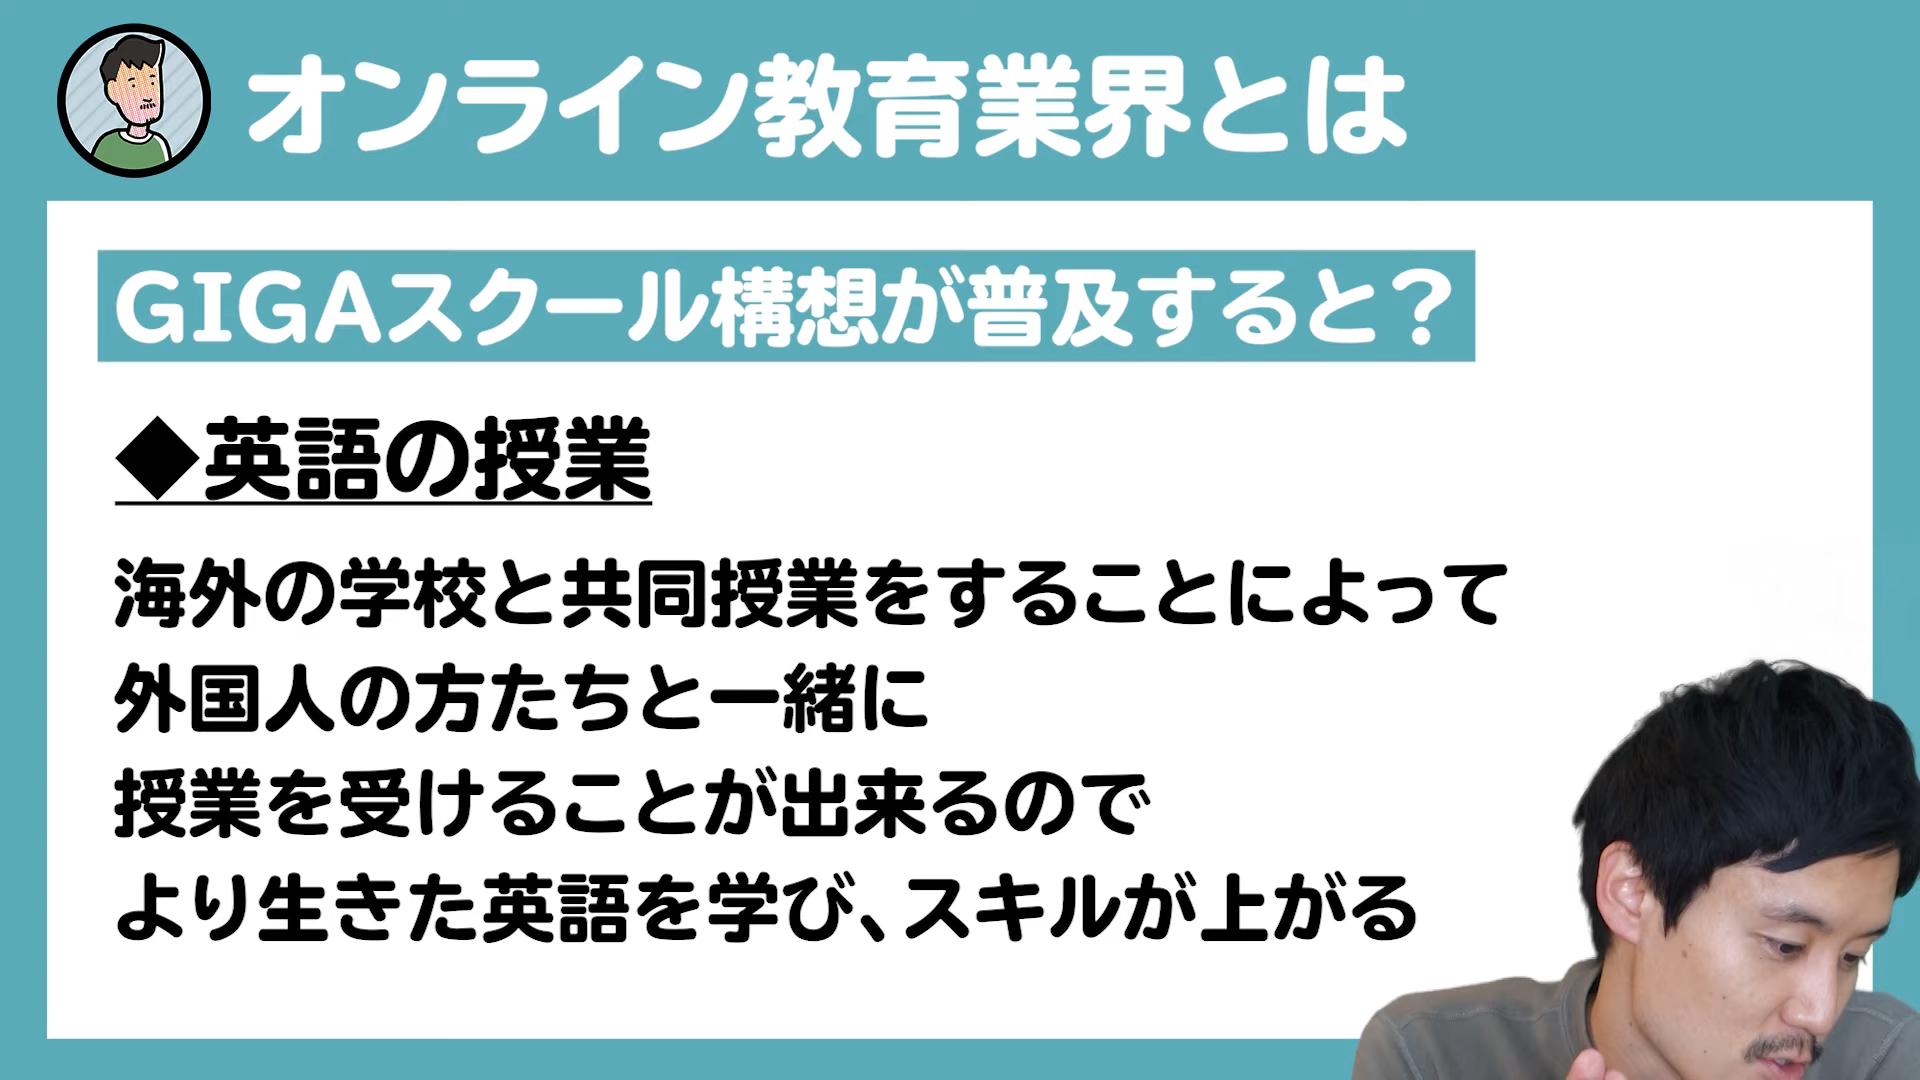 オンライン教育業界とは
GIGAスクール構想が普及すると？
◆英語の授業
海外の学校と共同授業をすることによって
外国人の方たちと一緒に
授業を受けることが出来るので
より生きた英語を学び、スキルが上がる